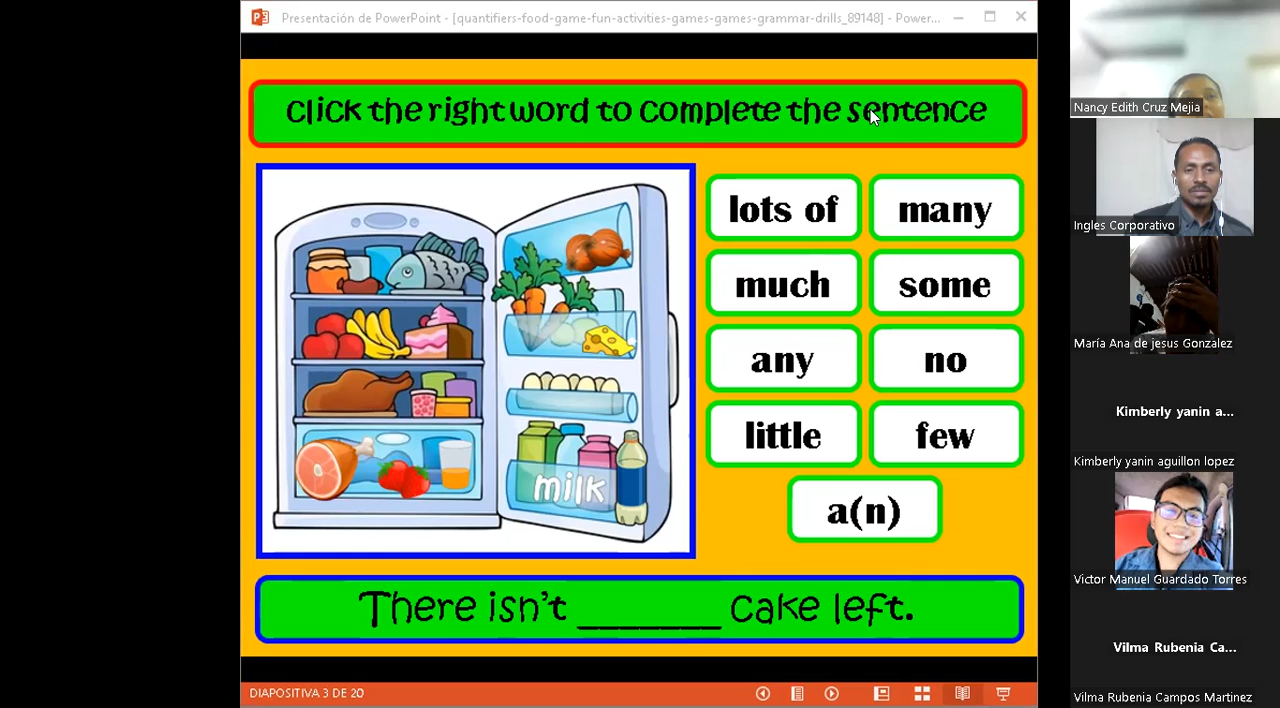 Presentación de PowerPoint - [quantifiers-food-game-fun-activities-games-games-grammar-drills_89148] - Power...
Click the right word to complete the sentence
lots of
many
much
some
any
no
little
few
a(n)
milk
There isn't _______ cake left.
DIAPOSITIVA 3 DE 20
Nancy Edith Cruz Mejia
Ingles Corporativo
María Ana de jesus Gonzalez
Kimberly yanin a...
Kimberly yanin aguillon lopez
Victor Manuel Guardado Torres
Vilma Rubenia Ca...
Vilma Rubenia Campos Martinez